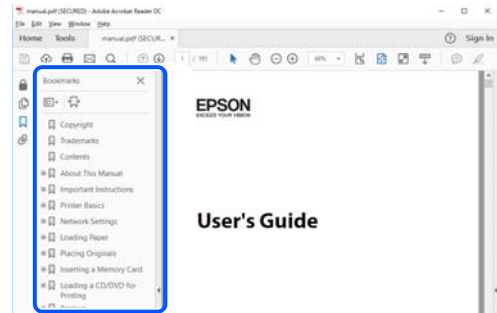 manual.pdf (SECURED) - Adobe Acrobat Reader DC
File Edit View Window Help
Home Tools manual.pdf (SECUR... × Sign In
1 / 191
Bookmarks ×
Copyright
Trademarks
Contents
About This Manual
Important Instructions
Printer Basics
Network Settings
Loading Paper
Placing Originals
Inserting a Memory Card
Loading a CD/DVD for
Printing
EPSON
EXCEED YOUR VISION
User's Guide